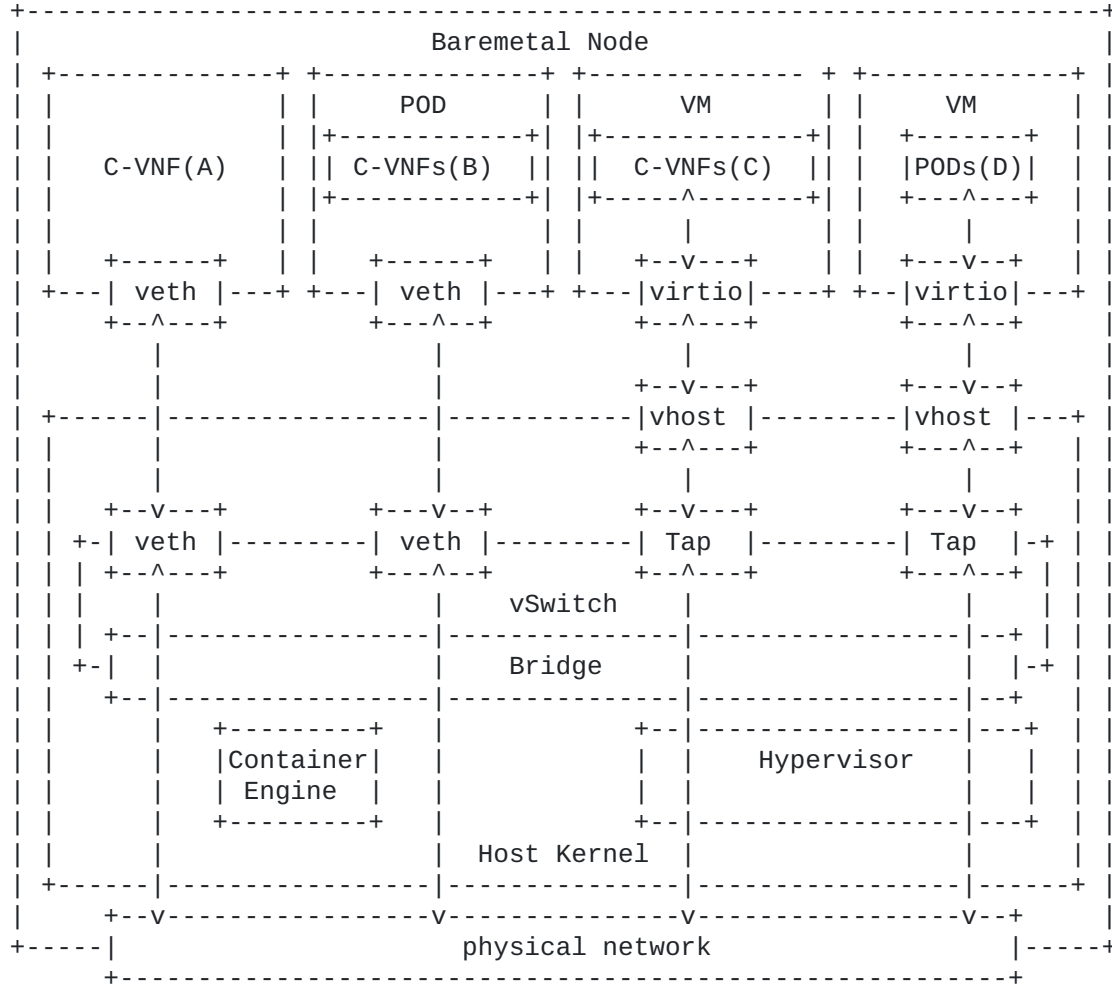 Baremetal Node
POD VM VM
C-VNF(A) C-VNFs(B) C-VNFs(C) PODs(D)
veth veth virtio virtio
vhost vhost
veth veth Tap Tap
vSwitch
Bridge
Container Hypervisor
Engine
Host Kernel
physical network